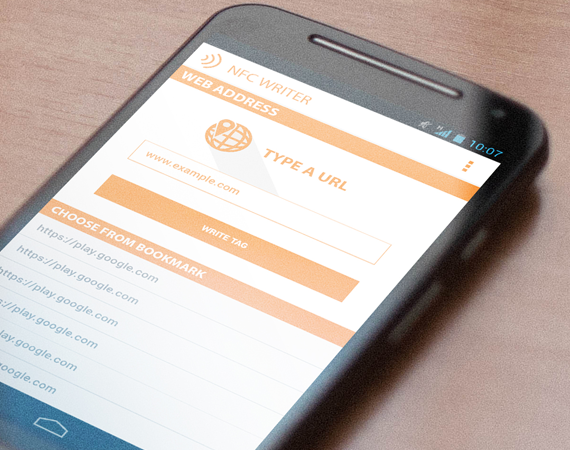 10:07
NFC WRITER
WEB ADDRESS
TYPE A URL
www.example.com
WRITE TAG
CHOOSE FROM BOOKMARK
https://play.google.com
https://play.google.com
https://play.google.com
s://play.google.com
play.google.com
google.com